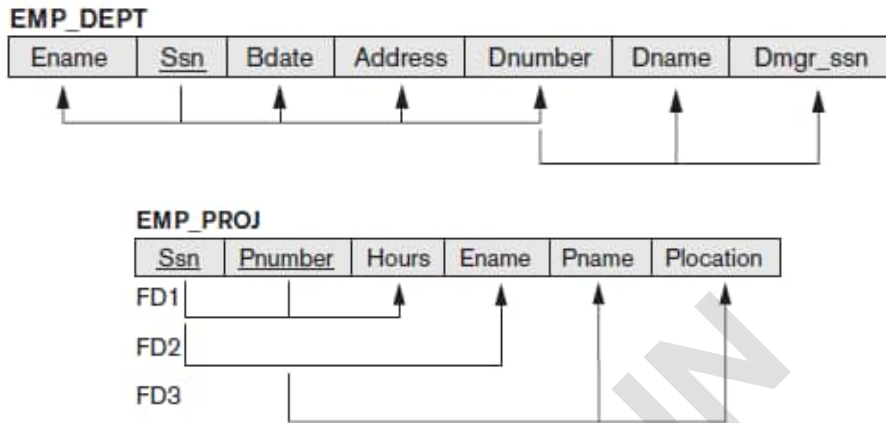 EMP_DEPT
Ename Ssn Bdate Address Dnumber Dname Dmgr_ssn
EMP_PROJ
Ssn Pnumber Hours Ename Pname Plocation
FD1
FD2
FD3